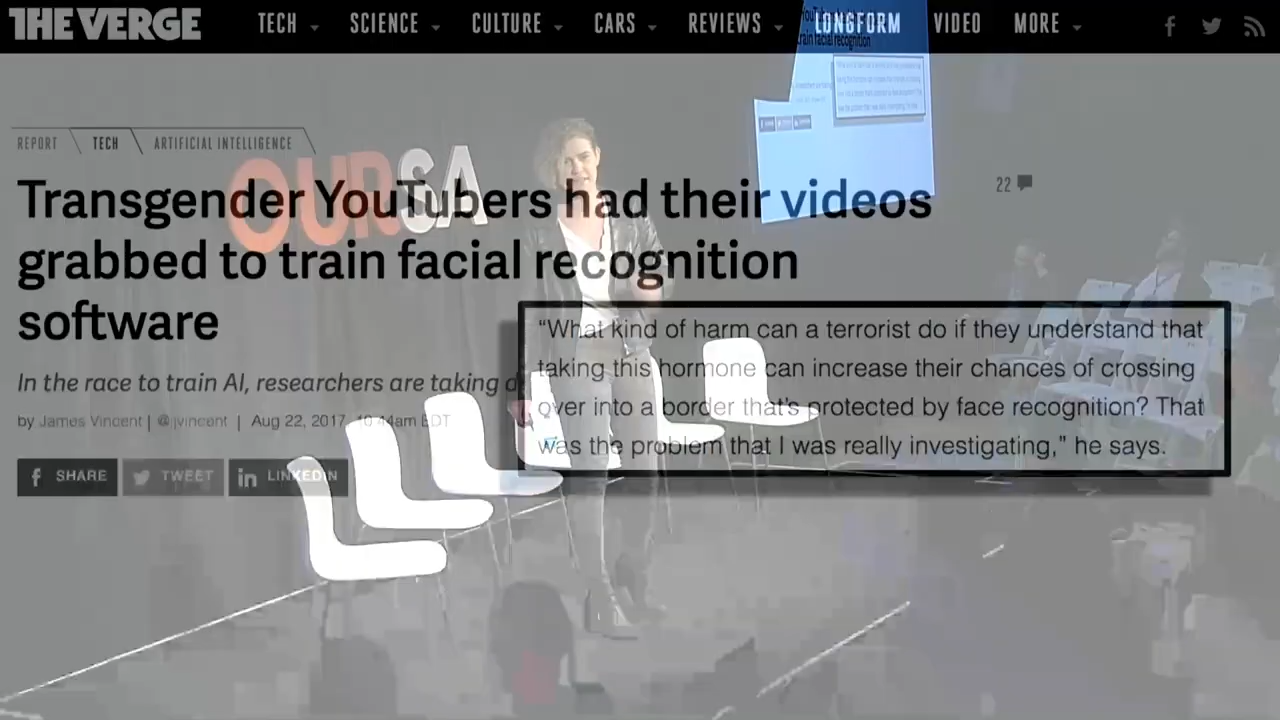 THE VERGE
TECH SCIENCE CULTURE CARS REVIEWS LONGFORM VIDEO MORE
REPORT TECH ARTIFICIAL INTELLIGENCE
Transgender YouTubers had their videos
grabbed to train facial recognition
software
22
OURSA
In the race to train AI, researchers are taking d
by James Vincent | @jjvincent | Aug 22, 2017, 10:44am EDT
SHARE TWEET LINKEDIN
“What kind of harm can a terrorist do if they understand that
taking this hormone can increase their chances of crossing
over into a border that's protected by face recognition? That
was the problem that I was really investigating,” he says.
train facial recognition